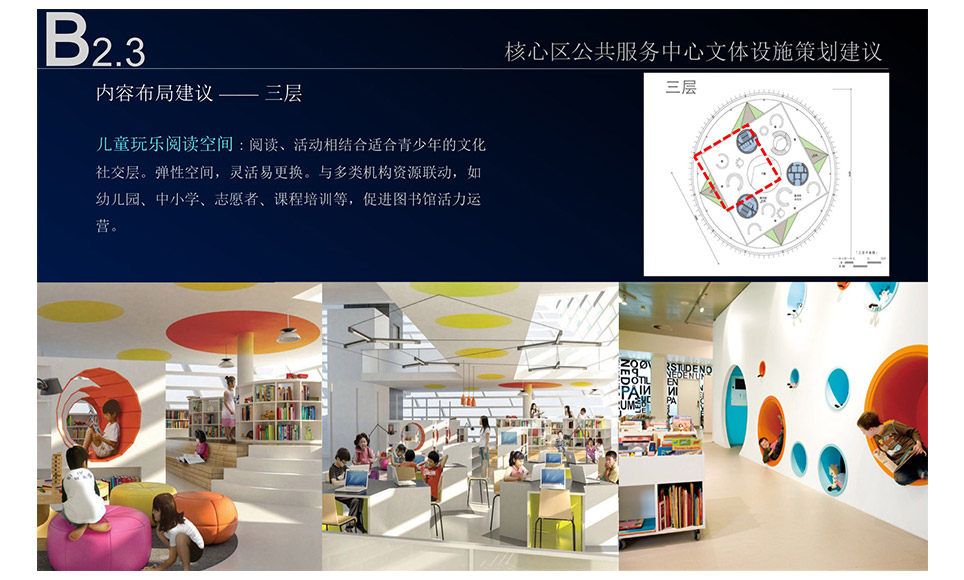 B2.3
核心区公共服务中心文体设施策划建议
内容布局建议 —— 三层
三层
儿童玩乐阅读空间：阅读、活动相结合适合青少年的文化
社交层。弹性空间，灵活易更换。与多类机构资源联动，如
幼儿园、中小学、志愿者、课程培训等，促进图书馆活力运
营。